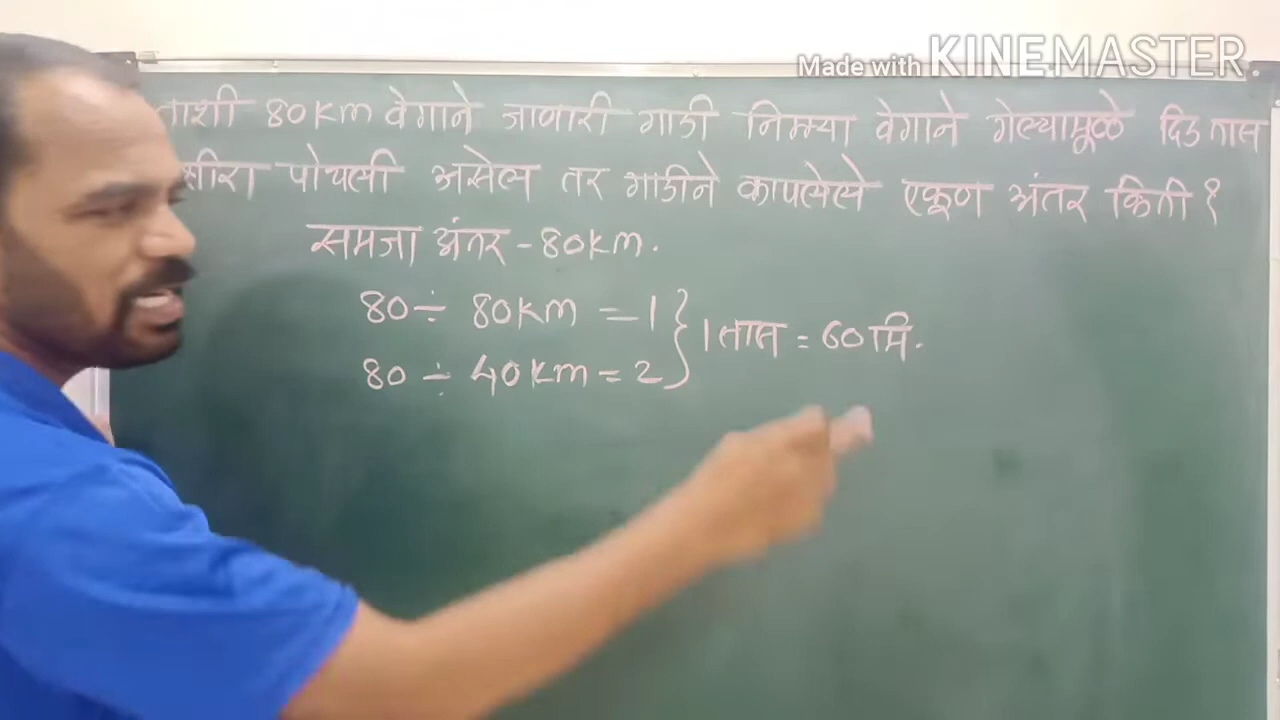 Made with KINEMASTER.
ताशी 80km वेगाने जाणारी गाडी निम्म्या वेगाने गेल्यामूळे दिड तास
शीरा पोचली असेल तर गाडीने कापलेले एकूण अंतर किती ?
समजा अंतर - 80km.
80 ÷ 80km = 1
80 ÷ 40km = 2
1 तास = 60 मि.